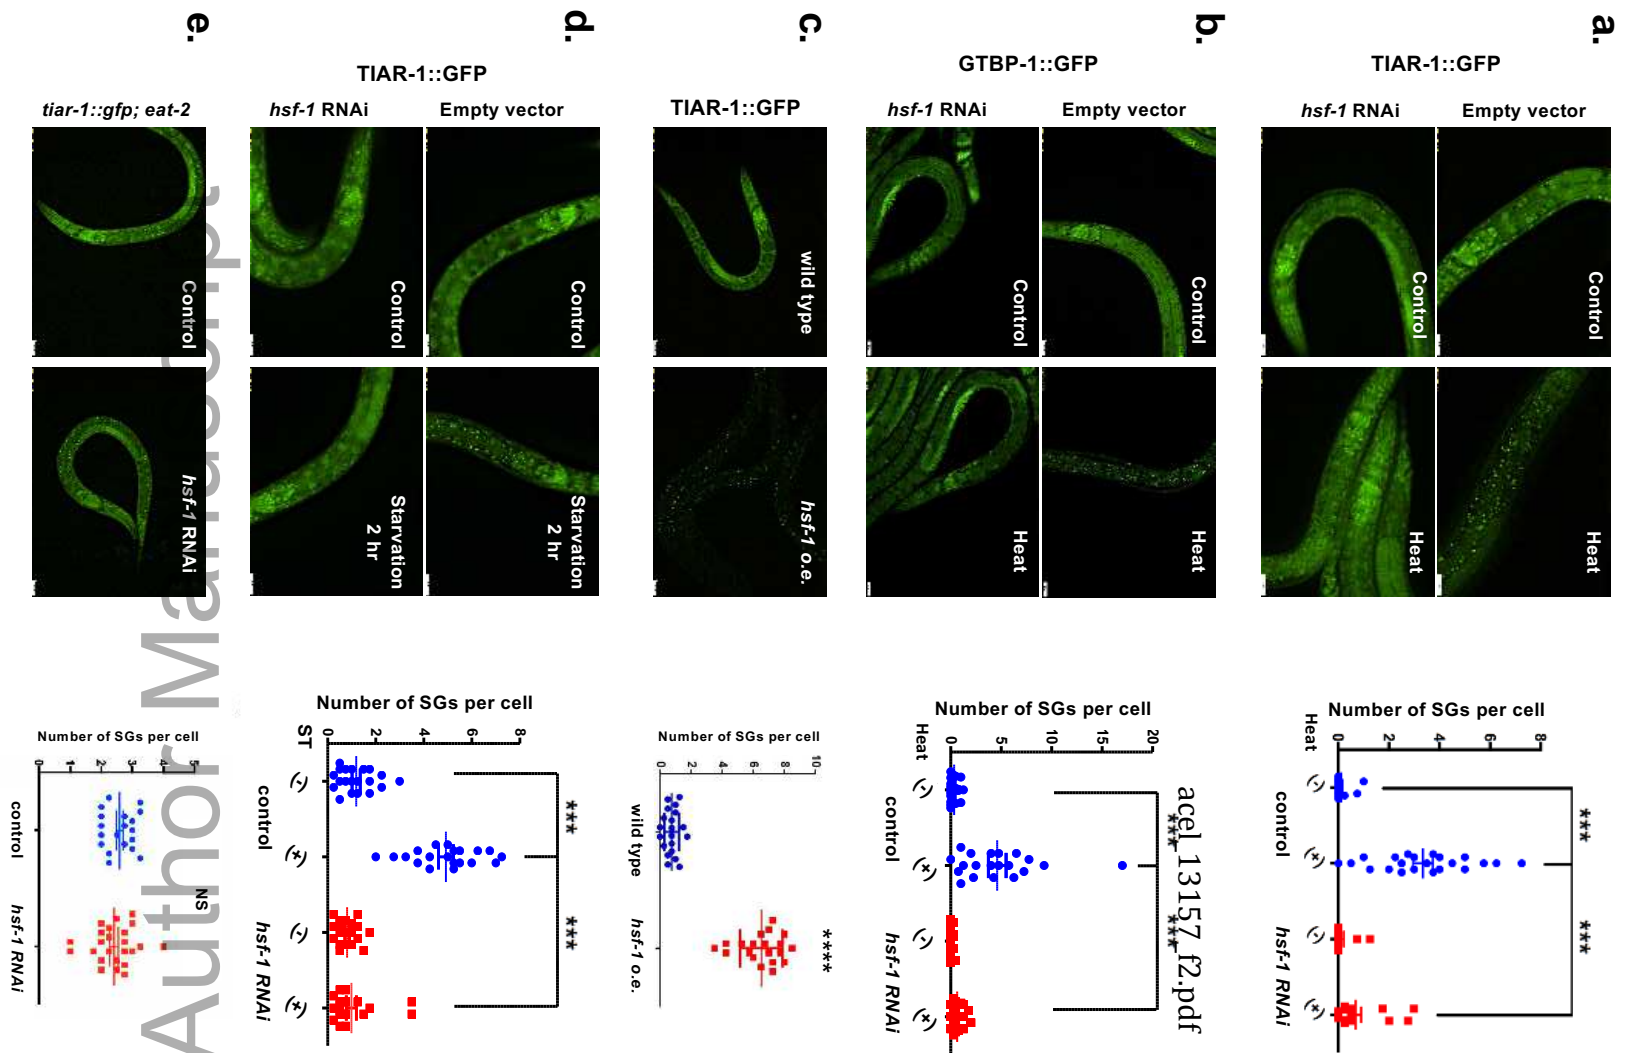 a.
TIAR-1::GFP
Empty vector
hsf-1 RNAi
Control
Heat
Control
Heat
Number of SGs per cell
0
2
4
6
8
Heat
(-)
(+)
(-)
(+)
control
hsf-1 RNAi
***
***
b.
GTBP-1::GFP
Empty vector
hsf-1 RNAi
Control
Heat
Control
Heat
Number of SGs per cell
0
5
10
15
20
Heat
(-)
(+)
(-)
(+)
control
hsf-1 RNAi
***
***
acel_13157_f2.pdf
c.
TIAR-1::GFP
wild type
hsf-1 o.e.
Number of SGs per cell
0
2
4
6
8
10
wild type
hsf-1 o.e.
****
d.
TIAR-1::GFP
Empty vector
hsf-1 RNAi
Control
Starvation
2 hr
Control
Starvation
2 hr
Number of SGs per cell
0
2
4
6
8
ST
(-)
(+)
(-)
(+)
control
hsf-1 RNAi
***
***
e.
tiar-1::gfp; eat-2
Control
hsf-1 RNAi
Number of SGs per cell
0
1
2
3
4
5
control
hsf-1 RNAi
NS
Author Manuscript